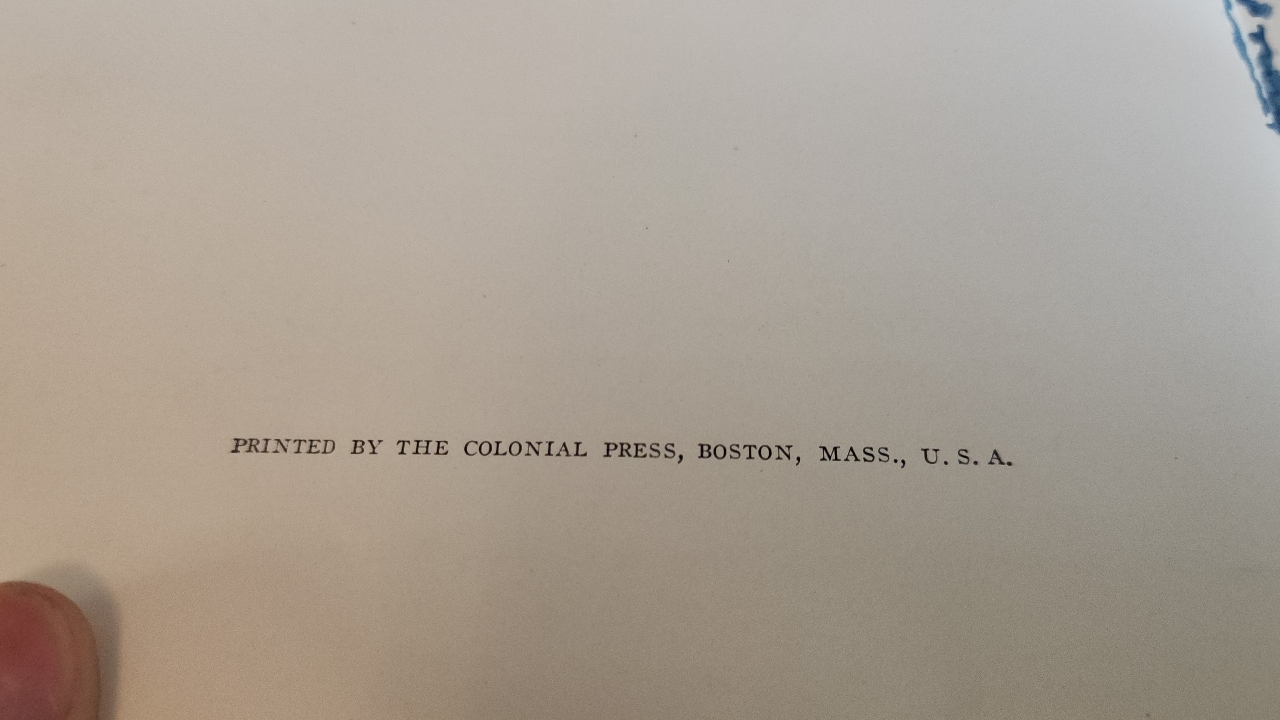 PRINTED BY THE COLONIAL PRESS, BOSTON, MASS., U. S. A.